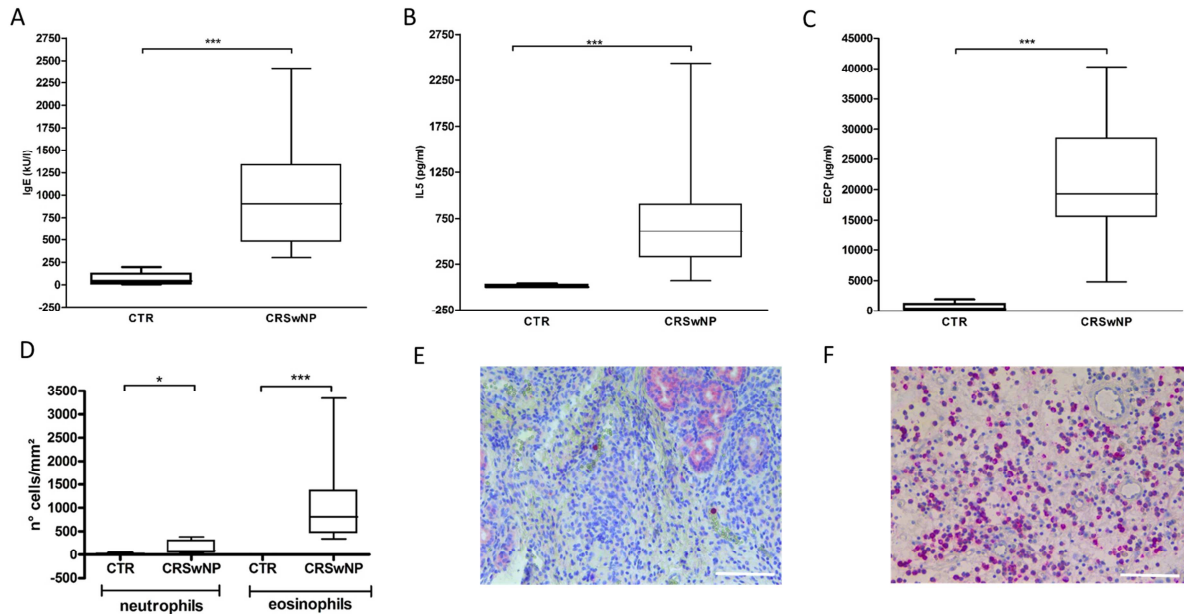 A
2750
2500
2250
2000
1750
1500
1250
1000
750
500
250
0
-250
IgE (kU/l)
***
CTR
CRSwNP
B
2750
2250
1750
1250
750
250
-250
IL5 (pg/ml)
***
CTR
CRSwNP
C
45000
40000
35000
30000
25000
20000
15000
10000
5000
0
ECP (µg/ml)
***
CTR
CRSwNP
D
3500
3000
2500
2000
1500
1000
500
0
-500
n° cells/mm²
*
***
CTR
CRSwNP
CTR
CRSwNP
neutrophils
eosinophils
E
F